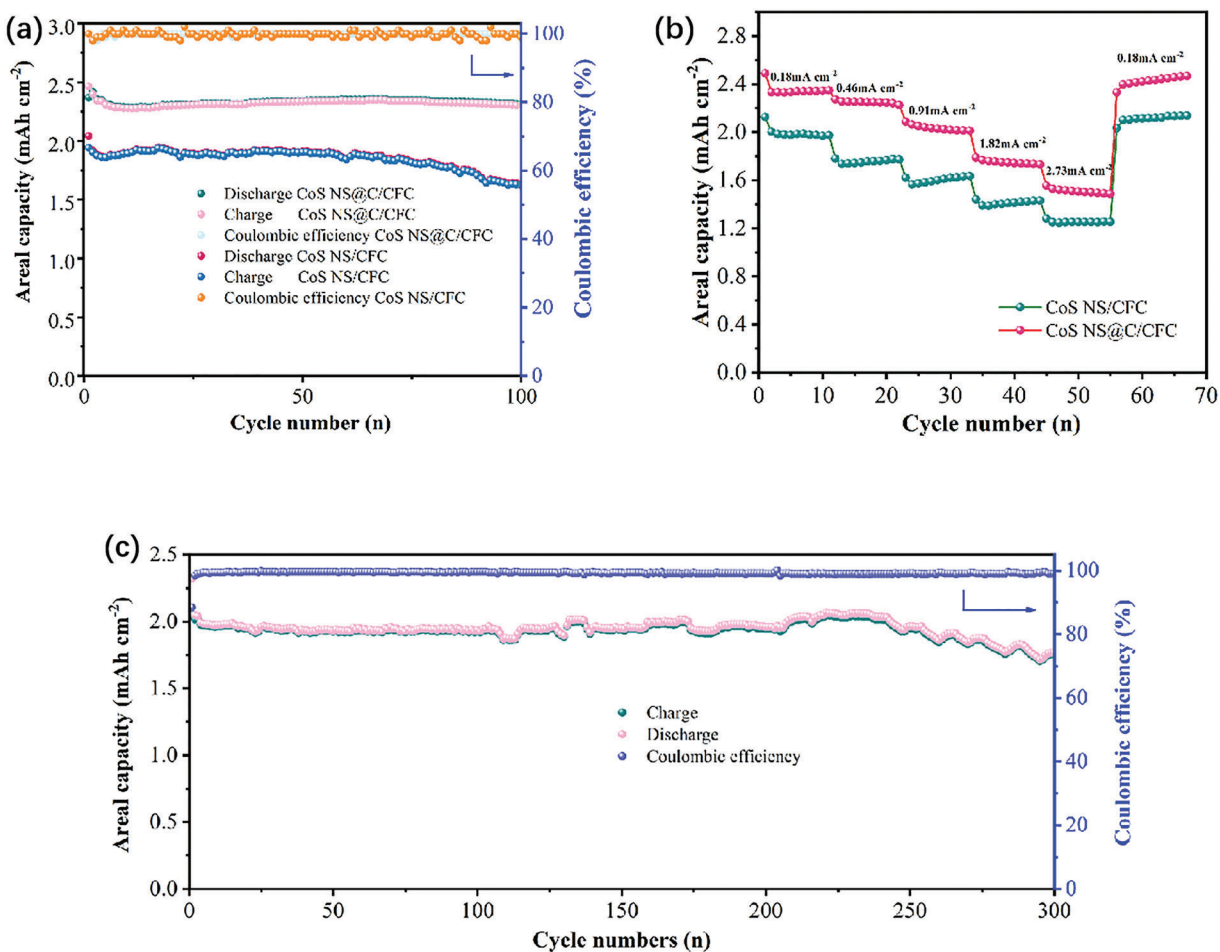 (a)
3.0
2.5
2.0
1.5
1.0
0.5
0.0
Areal capacity (mAh cm⁻²)
0
50
100
Cycle number (n)
100
80
60
40
20
0
Coulombic efficiency (%)
Discharge CoS NS@C/CFC
Charge CoS NS@C/CFC
Coulombic efficiency CoS NS@C/CFC
Discharge CoS NS/CFC
Charge CoS NS/CFC
Coulombic efficiency CoS NS/CFC
(b)
2.8
2.4
2.0
1.6
1.2
0.8
0.4
0.0
Areal capacity (mAh cm⁻²)
0.18mA cm⁻²
0.46mA cm⁻²
0.91mA cm⁻²
1.82mA cm⁻²
2.73mA cm⁻²
0.18mA cm⁻²
CoS NS/CFC
CoS NS@C/CFC
0
10
20
30
40
50
60
70
Cycle number (n)
(c)
2.5
2.0
1.5
1.0
0.5
0.0
Areal capacity (mAh cm⁻²)
Charge
Discharge
Coulombic efficiency
100
80
60
40
20
0
Coulombic efficiency (%)
0
50
100
150
200
250
300
Cycle numbers (n)